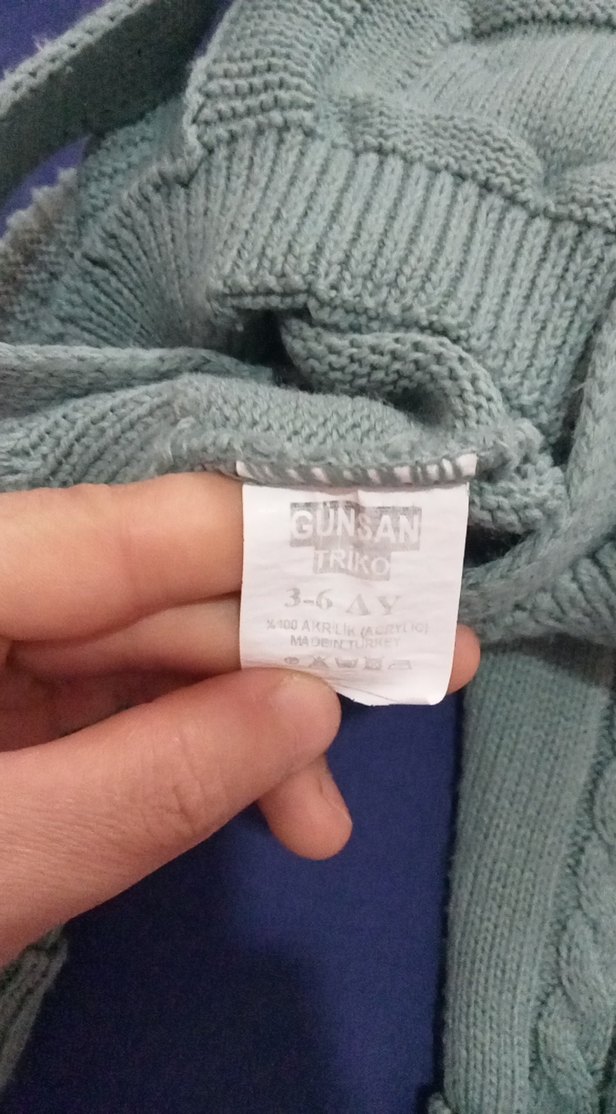 GÜNSAN
TRİKO
3-6 AY
%100 AKRİLİK (ACRYLIC)
MADE IN TURKEY